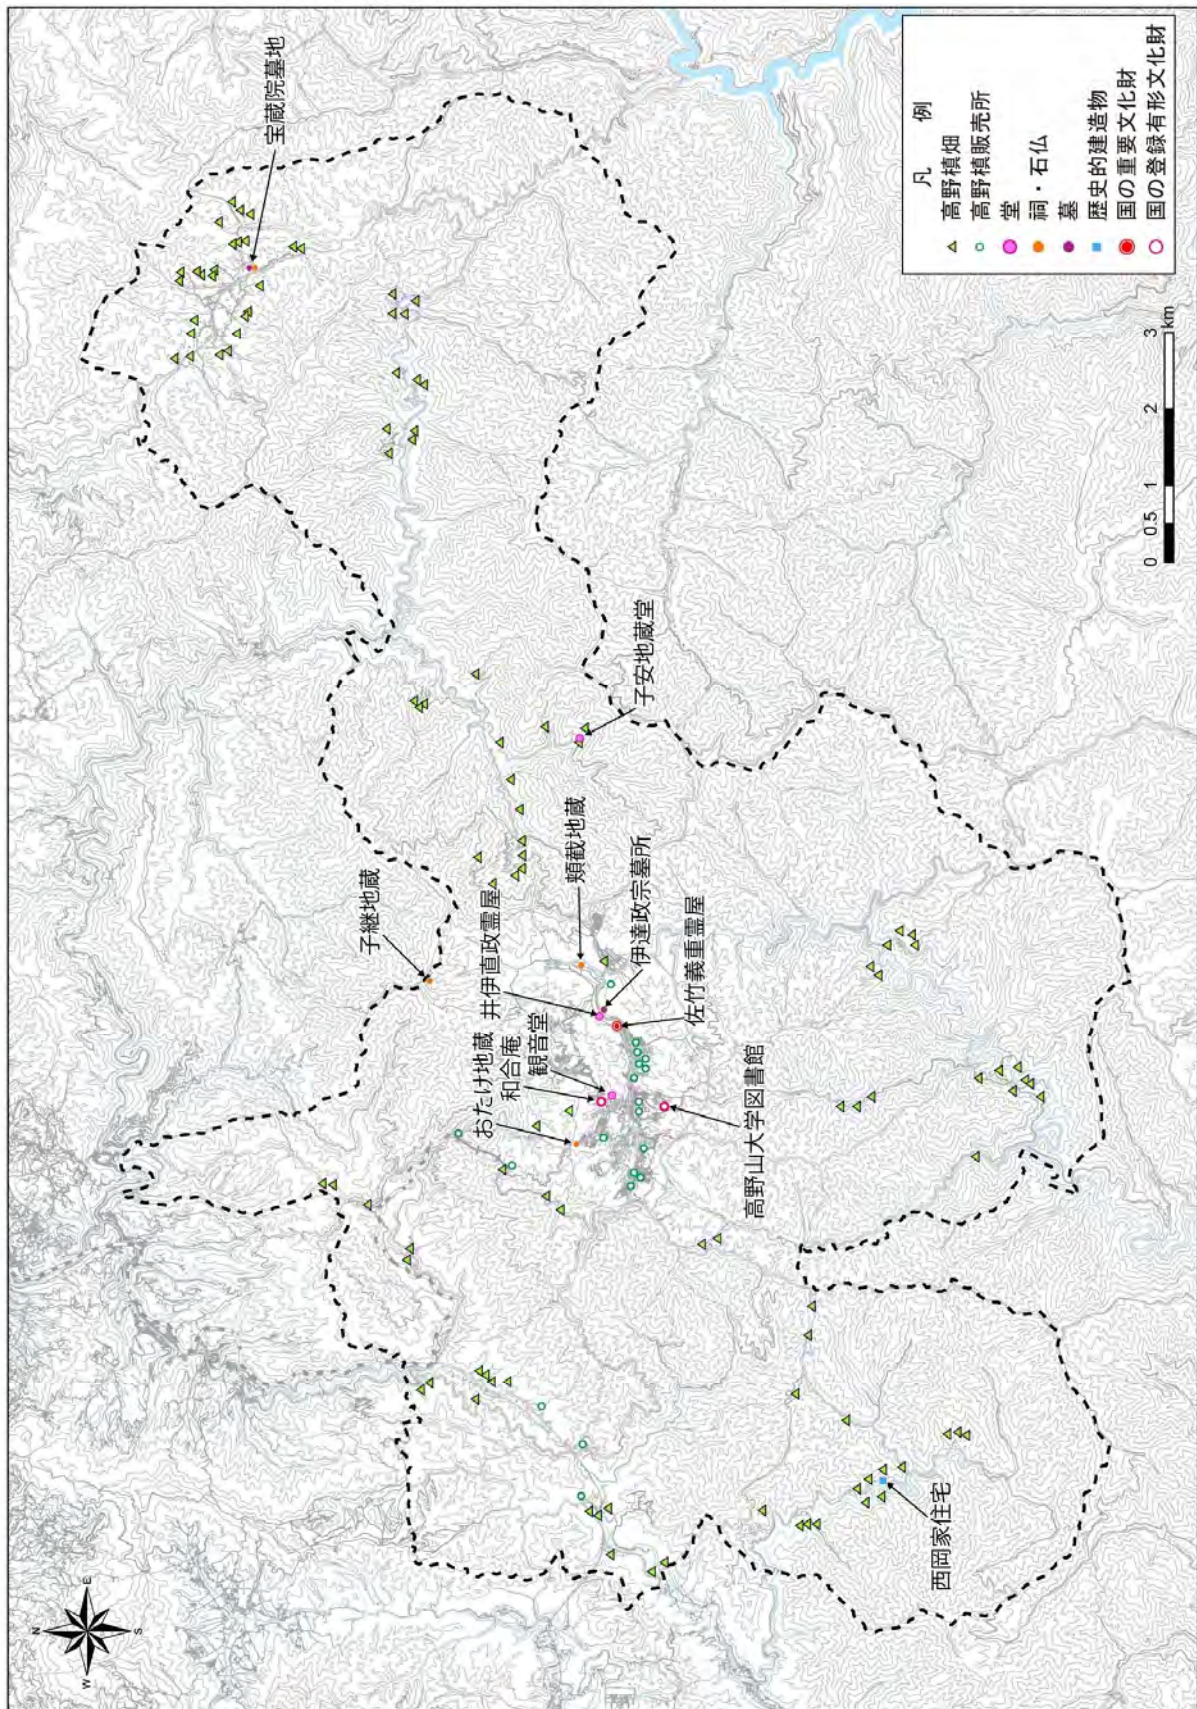 N
W
E
S
宝蔵院墓地
子継地蔵
おたけ地蔵
和合庵
観音堂
井伊直政霊屋
頬截地蔵
伊達政宗墓所
佐竹義重霊屋
子安地蔵堂
高野山大学図書館
西岡家住宅
凡 例
高野槙畑
高野槙販売所
堂
祠・石仏
墓
歴史的建造物
国の重要文化財
国の登録有形文化財
0 0.5 1 2 3
km